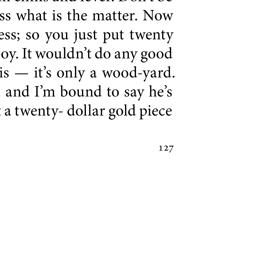 ss what is the matter. Now
ess; so you just put twenty
oy. It wouldn’t do any good
is — it’s only a wood-yard.
and I’m bound to say he’s
a twenty- dollar gold piece
127